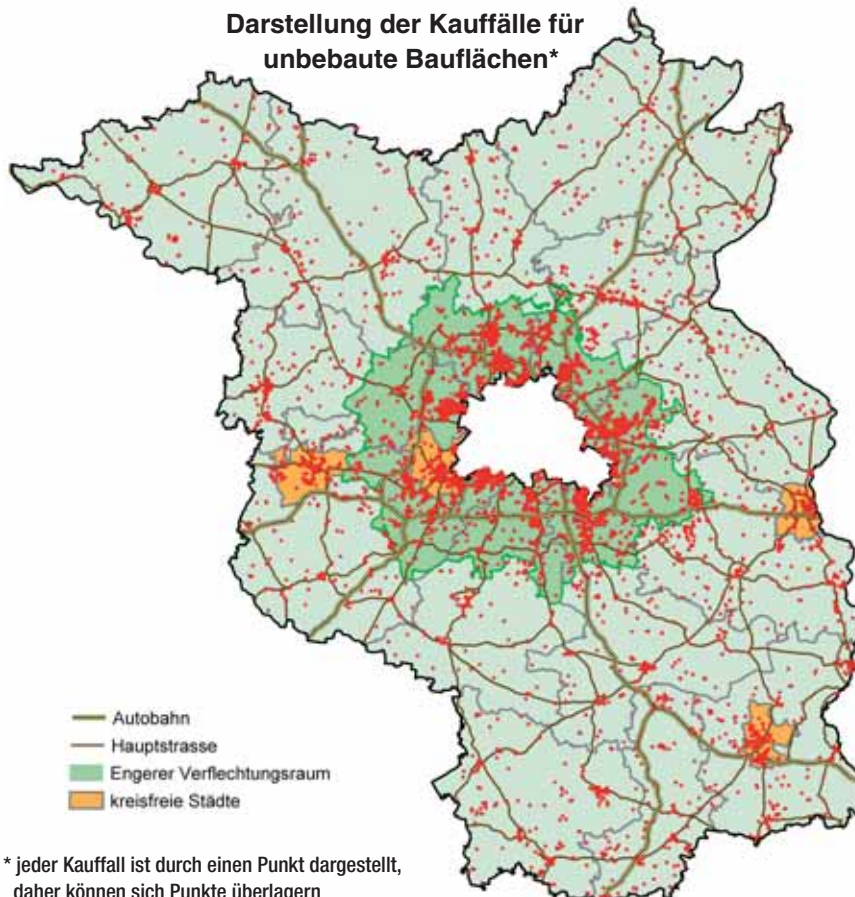 Darstellung der Kauffälle für
unbebaute Bauflächen*
Autobahn
Hauptstrasse
Engerer Verflechtungsraum
kreisfreie Städte
* jeder Kauffall ist durch einen Punkt dargestellt,
daher können sich Punkte überlagern